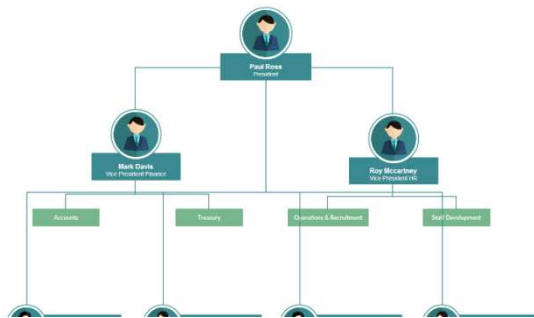 Paul Ross
President
Mark Davis
Vice President Finance
Roy Mccartney
Vice President HR
Accounts
Treasury
Operations & Recruitment
Staff Development